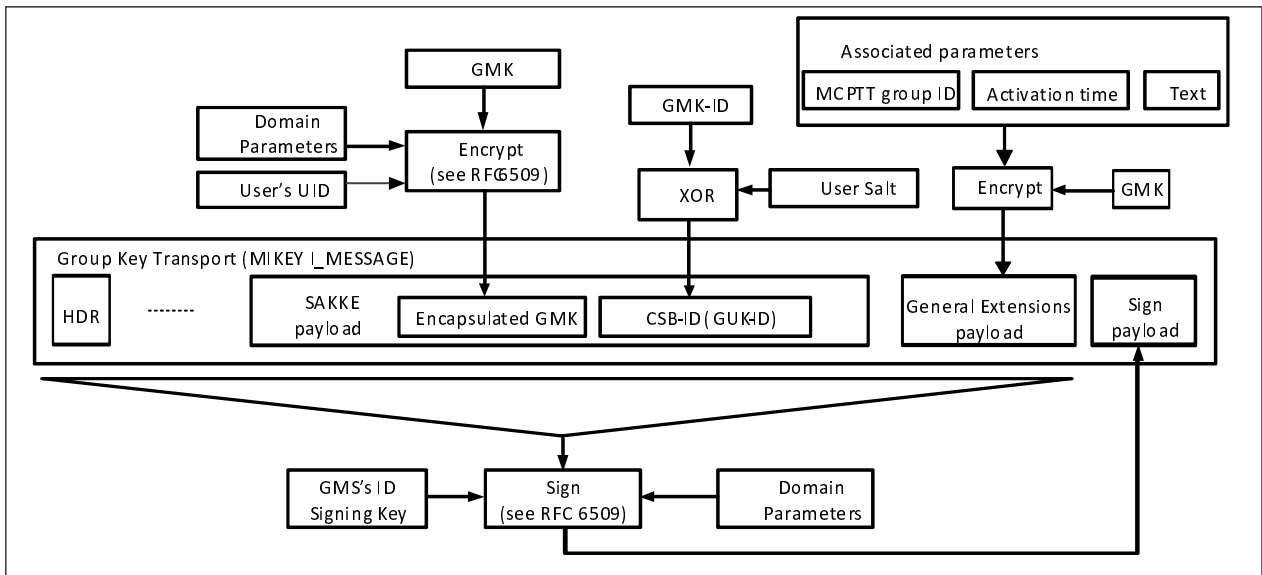 GMK
Domain
Parameters
User's UID
Encrypt
(see RFC6509)
GMK-ID
XOR
User Salt
Associated parameters
MCPTT group ID
Activation time
Text
Encrypt
GMK
Group Key Transport (MIKEY I_MESSAGE)
HDR
--------
SAKKE
payload
Encapsulated GMK
CSB-ID( GUK-ID)
General Extensions
payload
Sign
payload
GMS's ID
Signing Key
Sign
(see RFC 6509)
Domain
Parameters